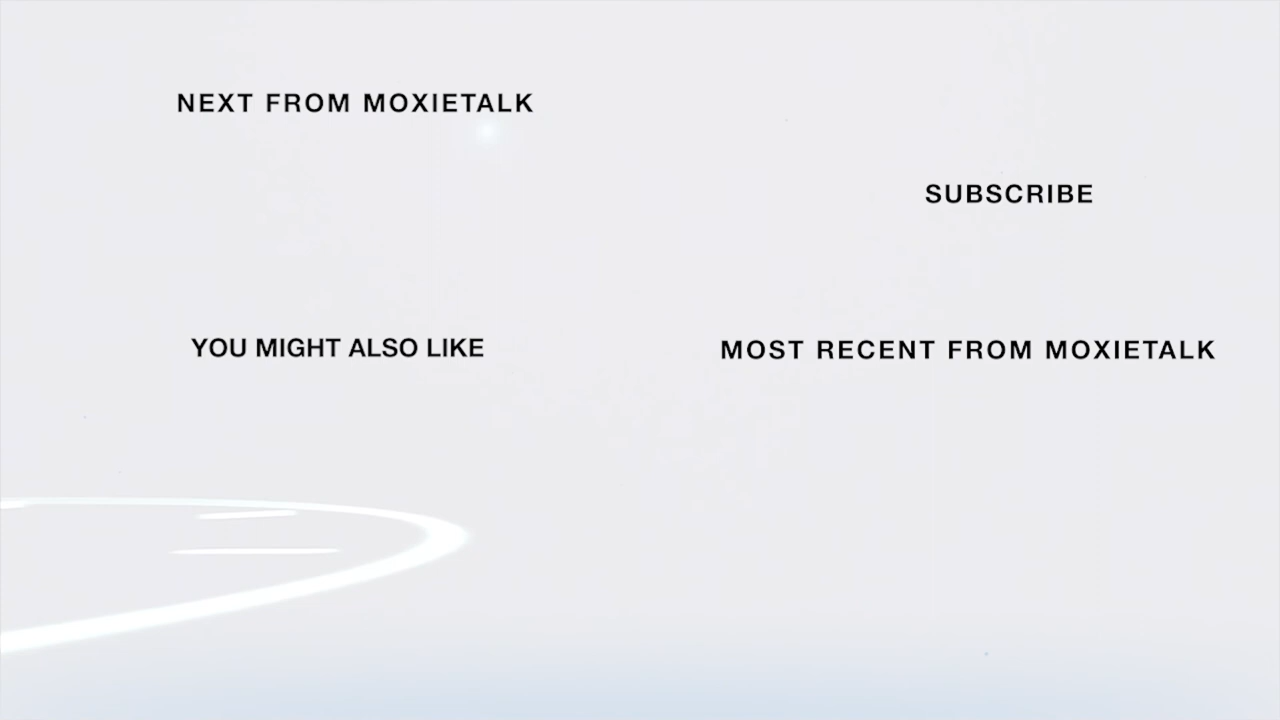 NEXT FROM MOXIETALK
SUBSCRIBE
YOU MIGHT ALSO LIKE
MOST RECENT FROM MOXIETALK